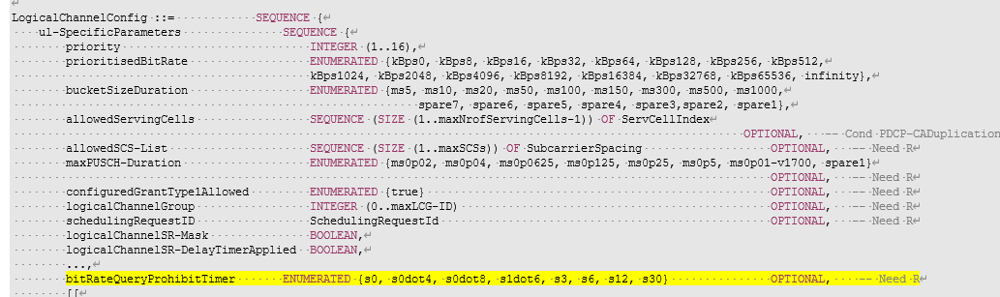 LogicalChannelConfig ::= SEQUENCE {
ul-SpecificParameters SEQUENCE {
priority INTEGER (1..16),
prioritisedBitRate ENUMERATED {kBps0, kBps8, kBps16, kBps32, kBps64, kBps128, kBps256, kBps512,
kBps1024, kBps2048, kBps4096, kBps8192, kBps16384, kBps32768, kBps65536, infinity},
bucketSizeDuration ENUMERATED {ms5, ms10, ms20, ms50, ms100, ms150, ms300, ms500, ms1000,
spare7, spare6, spare5, spare4, spare3,spare2, spare1},
allowedServingCells SEQUENCE (SIZE (1..maxNrofServingCells-1)) OF ServCellIndex
OPTIONAL, -- Cond PDCP-CADuplication
allowedSCS-List SEQUENCE (SIZE (1..maxSCSs)) OF SubcarrierSpacing OPTIONAL, -- Need R
maxPUSCH-Duration ENUMERATED {ms0p02, ms0p04, ms0p0625, ms0p125, ms0p25, ms0p5, ms0p01-v1700, spare1}
OPTIONAL, -- Need R
configuredGrantType1Allowed ENUMERATED {true} OPTIONAL, -- Need R
logicalChannelGroup INTEGER (0..maxLCG-ID) OPTIONAL, -- Need R
schedulingRequestID SchedulingRequestId OPTIONAL, -- Need R
logicalChannelSR-Mask BOOLEAN,
logicalChannelSR-DelayTimerApplied BOOLEAN,
...,
bitRateQueryProhibitTimer ENUMERATED {s0, s0dot4, s0dot8, s1dot6, s3, s6, s12, s30} OPTIONAL, -- Need R
[[